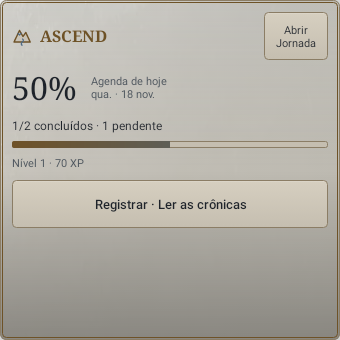 ASCEND
Abrir
Jornada
50%
Agenda de hoje
qua. · 18 nov.
1/2 concluídos · 1 pendente
Nível 1 · 70 XP
Registrar · Ler as crônicas